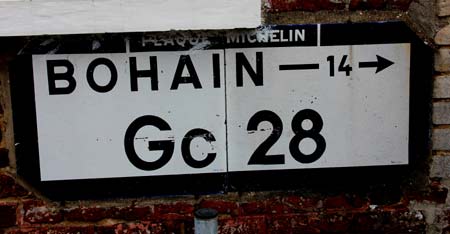 PLAQUE MICHELIN
BOHAIN — 14 →
Gc 28